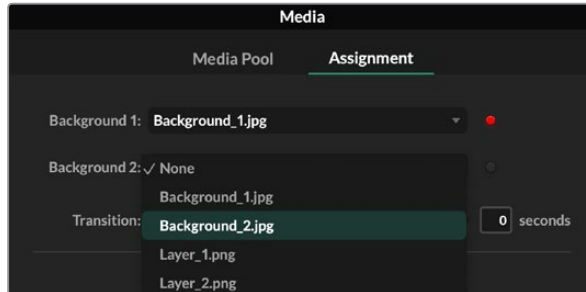 Media
Media Pool Assignment
Background 1: Background_1.jpg
Background 2: ✓ None
Background_1.jpg
Transition: Background_2.jpg 0 seconds
Layer_1.png
Layer_2.png